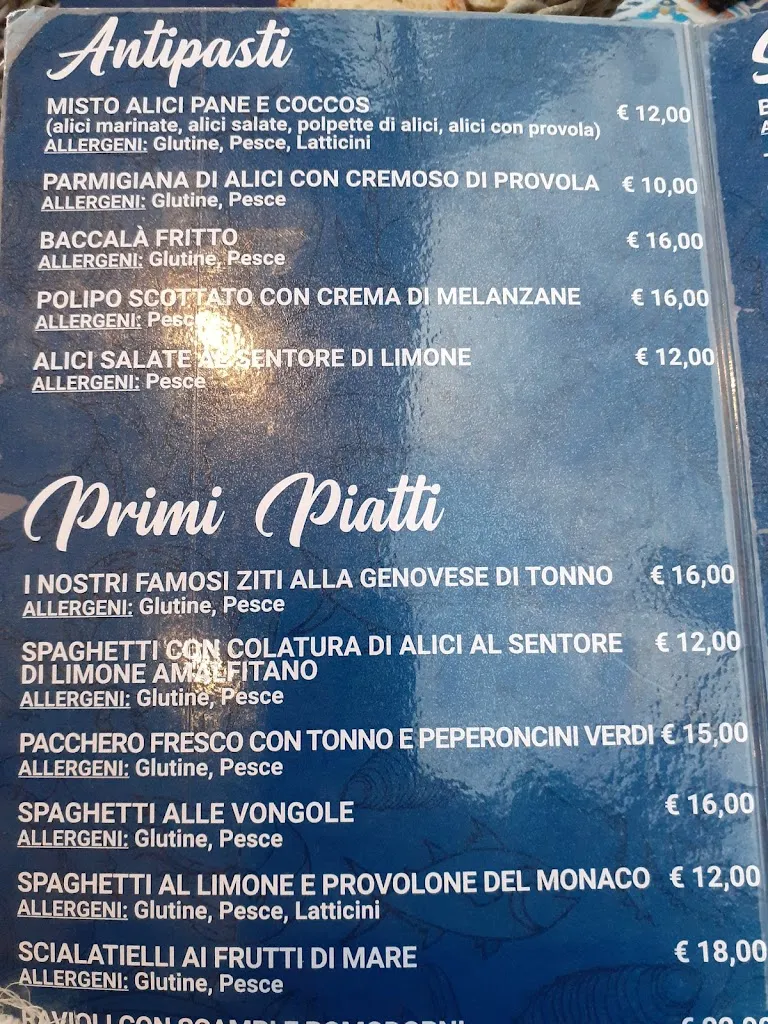 Antipasti
MISTO ALICI PANE E COCCOS € 12,00
(alici marinate, alici salate, polpette di alici, alici con provola)
ALLERGENI: Glutine, Pesce, Latticini
PARMIGIANA DI ALICI CON CREMOSO DI PROVOLA € 10,00
ALLERGENI: Glutine, Pesce
BACCALÀ FRITTO € 16,00
ALLERGENI: Glutine, Pesce
POLIPO SCOTTATO CON CREMA DI MELANZANE € 16,00
ALLERGENI: Pesce
ALICI SALATE AL SENTORE DI LIMONE € 12,00
ALLERGENI: Pesce
Primi Piatti
I NOSTRI FAMOSI ZITI ALLA GENOVESE DI TONNO € 16,00
ALLERGENI: Glutine, Pesce
SPAGHETTI CON COLATURA DI ALICI AL SENTORE € 12,00
DI LIMONE AMALFITANO
ALLERGENI: Glutine, Pesce
PACCHERO FRESCO CON TONNO E PEPERONCINI VERDI € 15,00
ALLERGENI: Glutine, Pesce
SPAGHETTI ALLE VONGOLE € 16,00
ALLERGENI: Glutine, Pesce
SPAGHETTI AL LIMONE E PROVOLONE DEL MONACO € 12,00
ALLERGENI: Glutine, Pesce, Latticini
SCIALATIELLI AI FRUTTI DI MARE € 18,00
ALLERGENI: Glutine, Pesce
RAVIOLI CON SCAMPI E POMODORNI